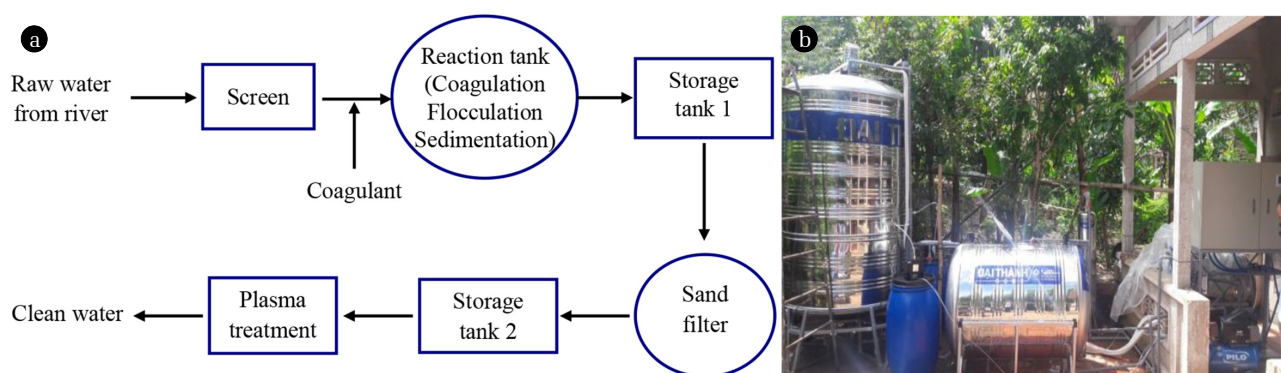 a
Raw water
from river
Screen
Coagulant
Reaction tank
(Coagulation
Flocculation
Sedimentation)
Storage
tank 1
Sand
filter
Storage
tank 2
Plasma
treatment
Clean water
b
ĐẠI T
ĐẠI THÀNH